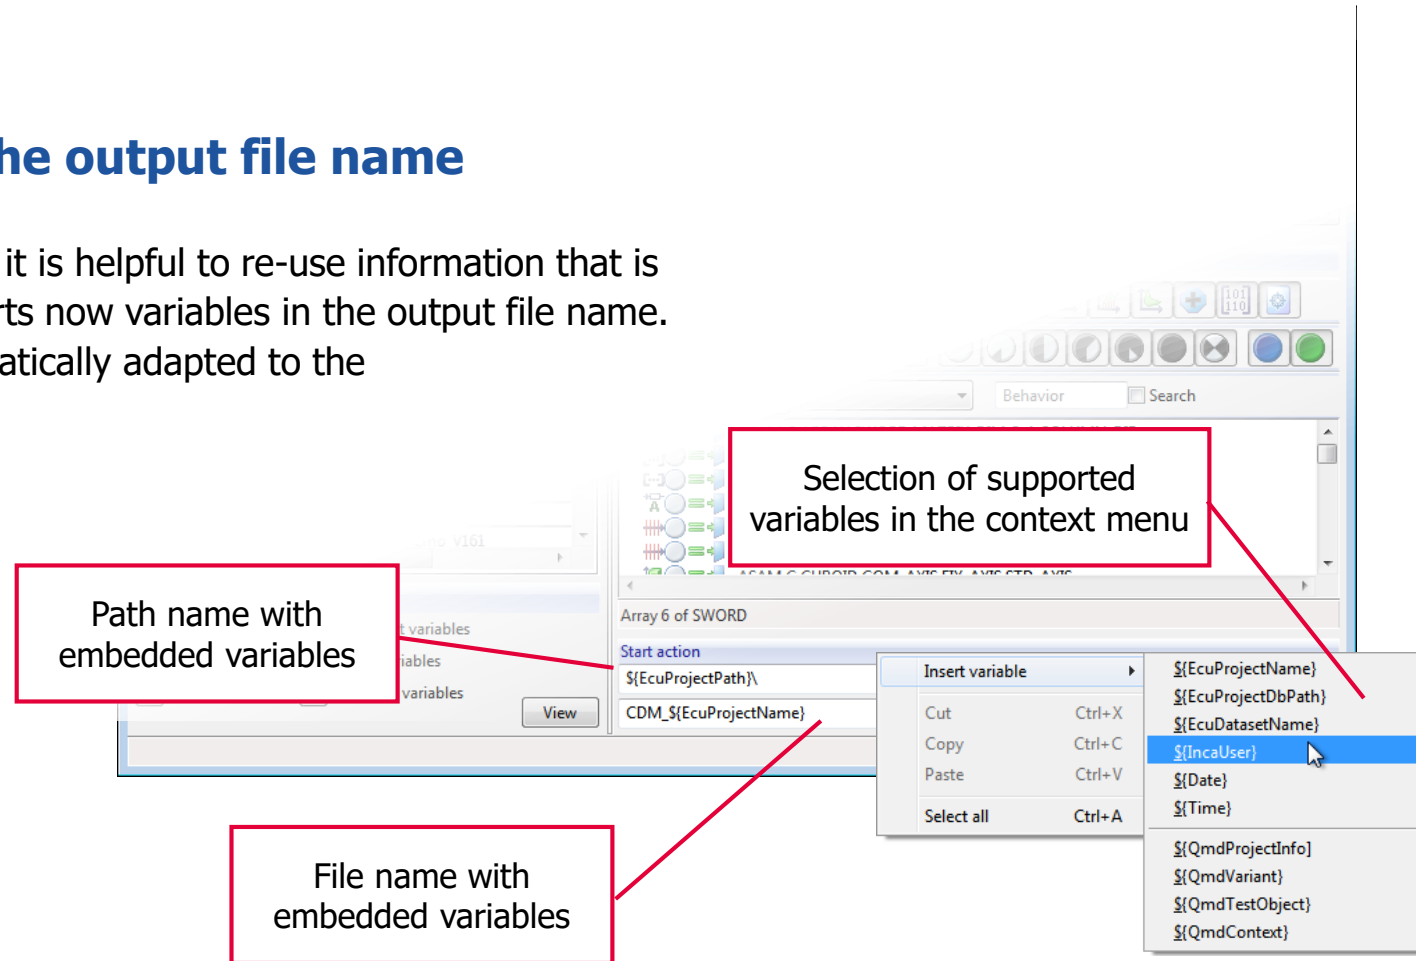 he output file name
it is helpful to re-use information that is
rts now variables in the output file name.
atically adapted to the
Behavior
Search
Selection of supported
variables in the context menu
v161
Path name with
embedded variables
t variables
iables
variables
View
Array 6 of SWORD
Start action
${EcuProjectPath}\
CDM_${EcuProjectName}
Insert variable
Cut Ctrl+X
Copy Ctrl+C
Paste Ctrl+V
Select all Ctrl+A
${EcuProjectName}
${EcuProjectDbPath}
${EcuDatasetName}
${IncaUser}
${Date}
${Time}
${QmdProjectInfo]
${QmdVariant}
${QmdTestObject}
${QmdContext}
File name with
embedded variables